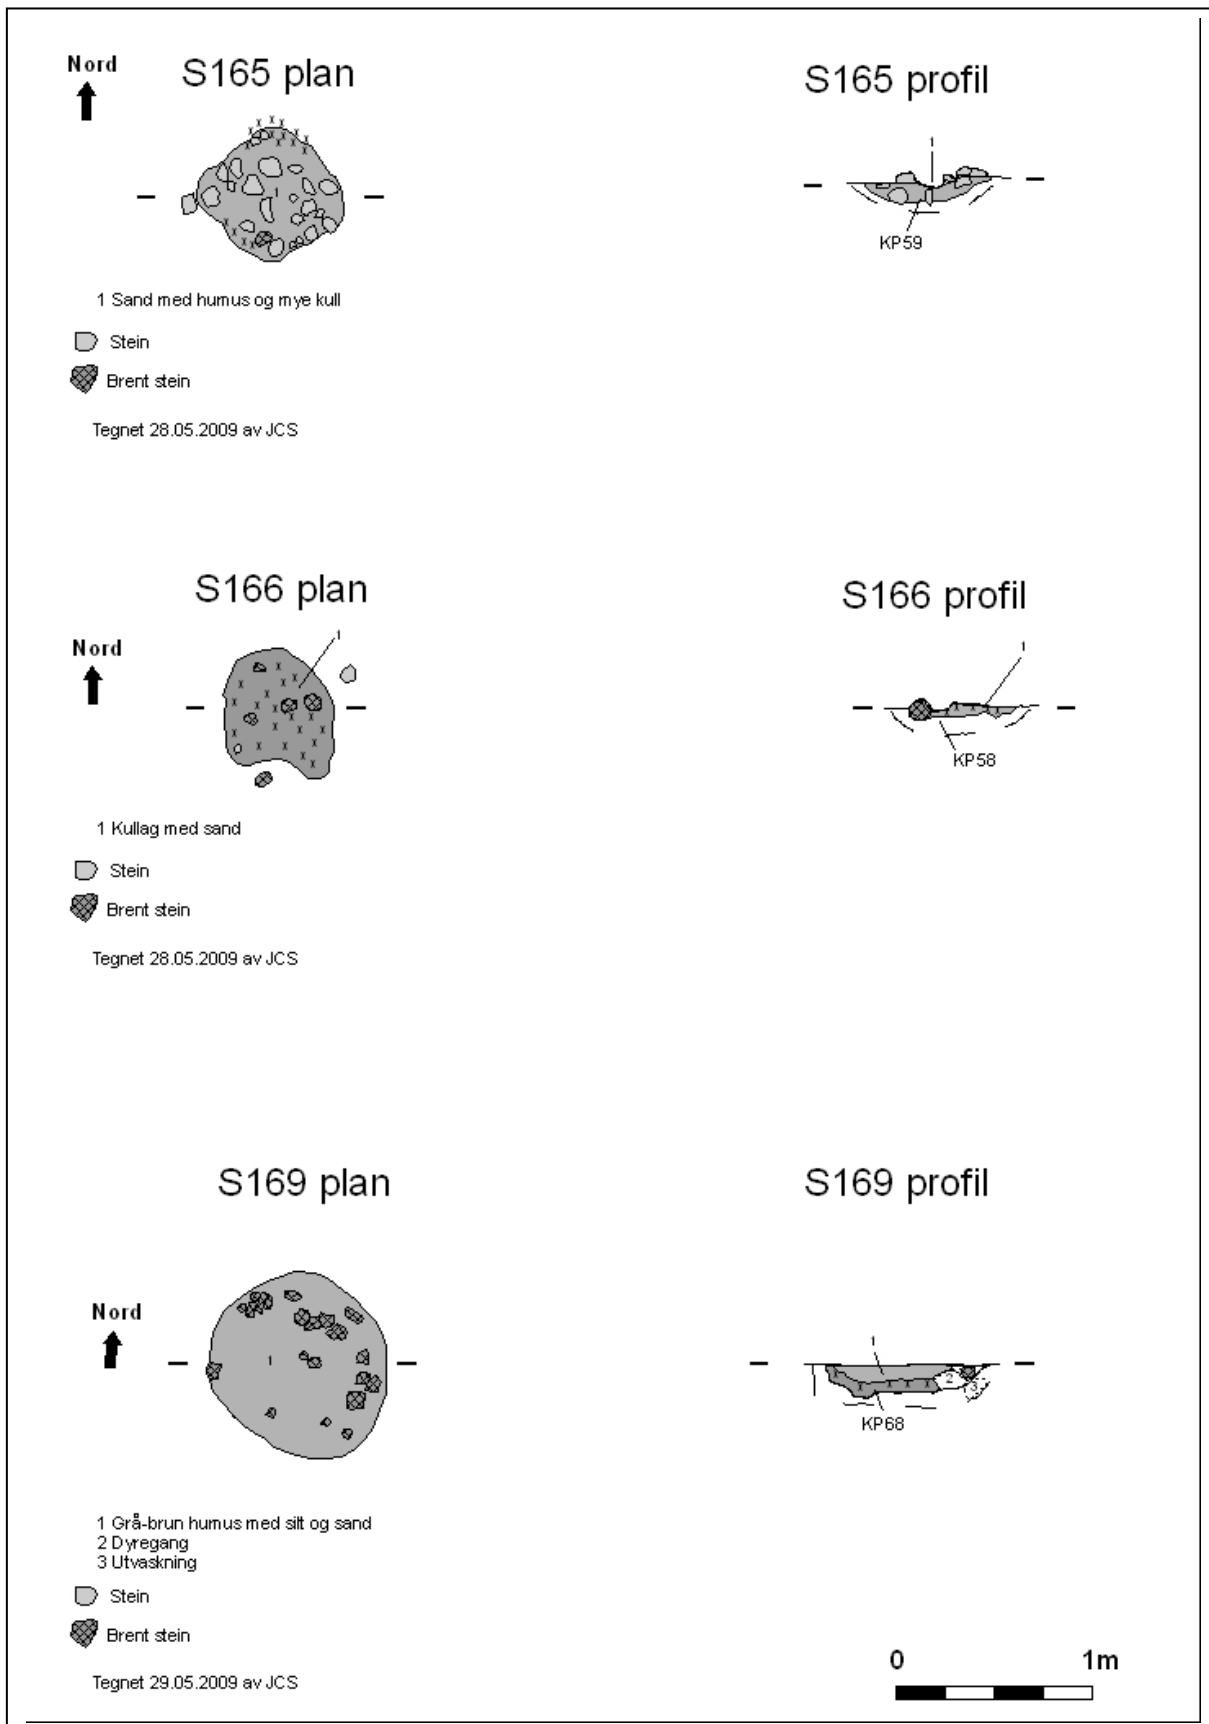 Nord
S165 plan
S165 profil
1
1
KP59
1 Sand med humus og mye kull
Stein
Brent stein
Tegnet 28.05.2009 av JCS
S166 plan
S166 profil
Nord
1
1
KP58
1 Kullag med sand
Stein
Brent stein
Tegnet 28.05.2009 av JCS
S169 plan
S169 profil
Nord
1
1
2
3
KP68
1 Grå-brun humus med silt og sand
2 Dyregang
3 Utvaskning
Stein
Brent stein
Tegnet 29.05.2009 av JCS
0 1m